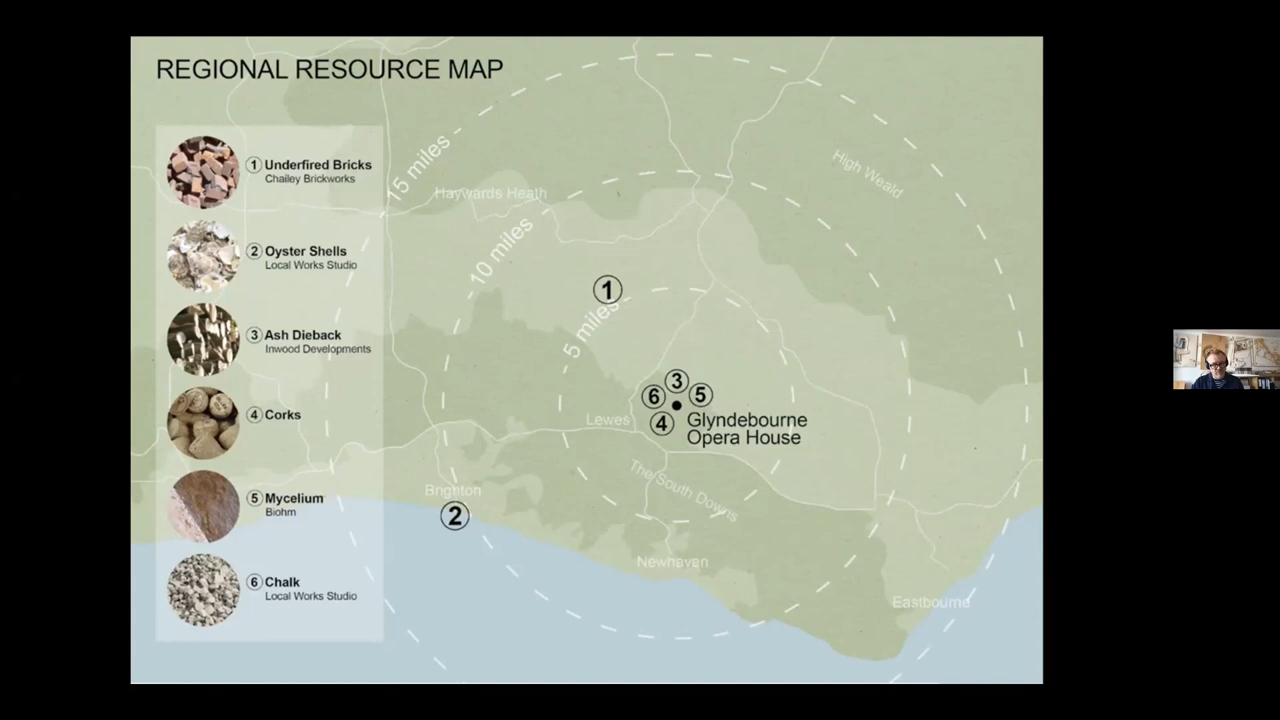 REGIONAL RESOURCE MAP
① Underfired Bricks
Chailey Brickworks
② Oyster Shells
Local Works Studio
③ Ash Dieback
Inwood Developments
④ Corks
⑤ Mycelium
Biohm
⑥ Chalk
Local Works Studio
15 miles
10 miles
5 miles
High Weald
Haywards Heath
①
③
⑥
⑤
④
Glyndebourne
Opera House
Lewes
The South Downs
Brighton
②
Newhaven
Eastbourne